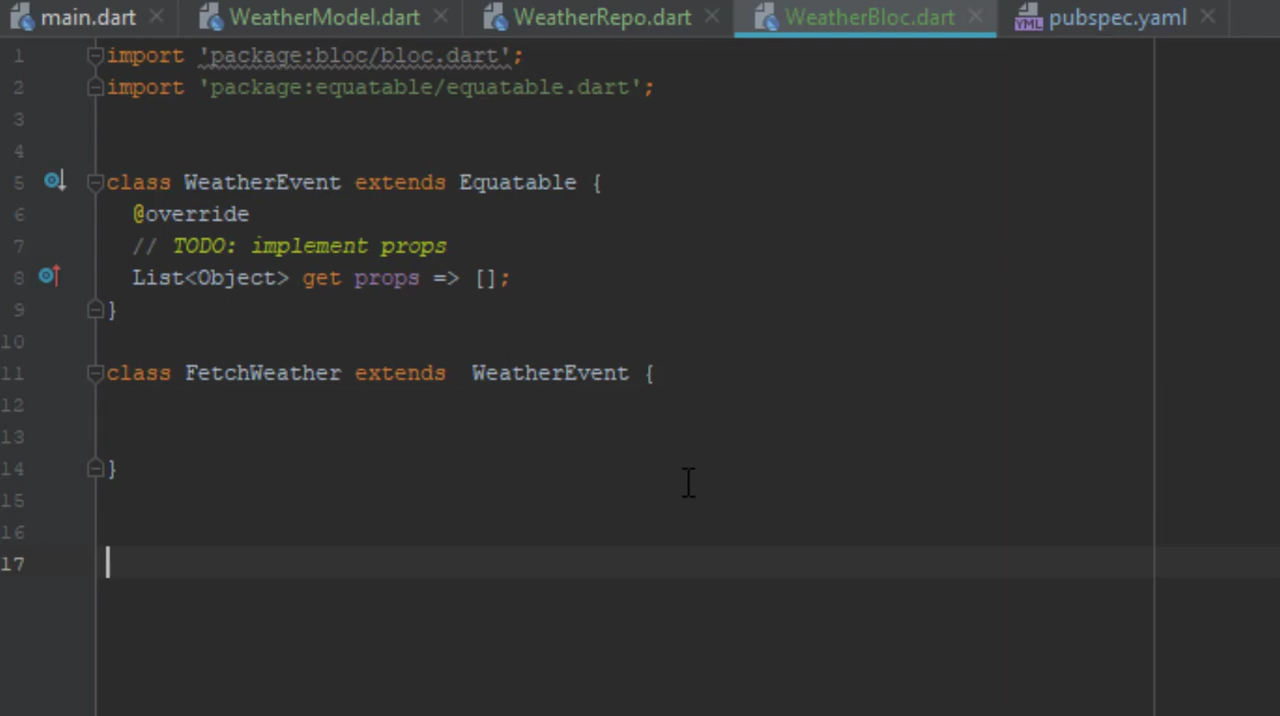 main.dart WeatherModel.dart WeatherRepo.dart WeatherBloc.dart YML pubspec.yaml
1 import 'package:bloc/bloc.dart';
2 import 'package:equatable/equatable.dart';
3
4
5 class WeatherEvent extends Equatable {
6 @override
7 // TODO: implement props
8 List<Object> get props => [];
9 }
10
11 class FetchWeather extends  WeatherEvent {
12
13
14 }
15
16
17